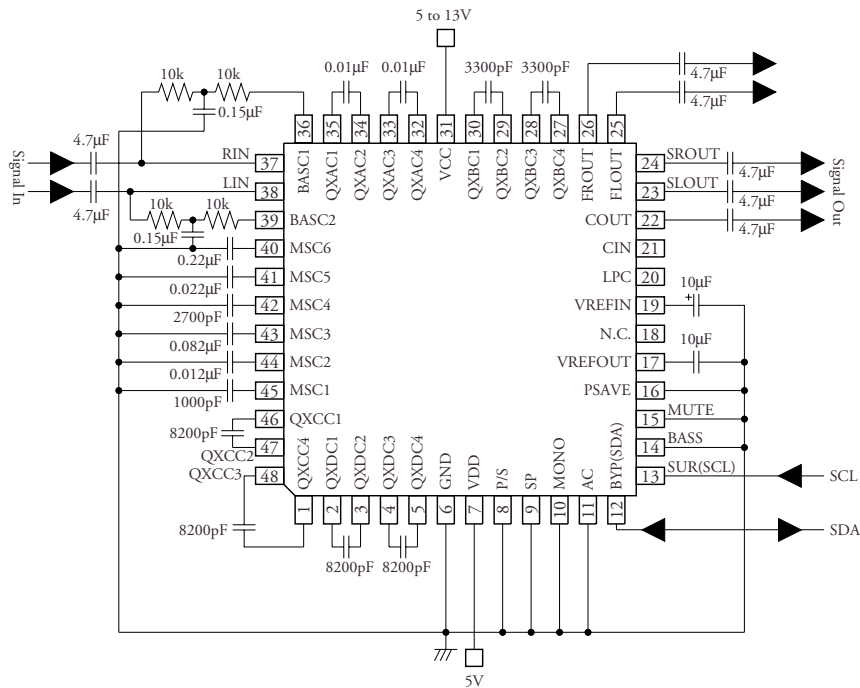 5 to 13V
10k
10k
0.01µF
0.01µF
3300pF
3300pF
4.7µF
4.7µF
0.15µF
36
35
34
33
32
31
30
29
28
27
26
25
BASC1
QXAC1
QXAC2
QXAC3
QXAC4
VCC
QXBC1
QXBC2
QXBC3
QXBC4
FROUT
FLOUT
Signal In
4.7µF
4.7µF
RIN
37
LIN
38
10k
10k
0.15µF
39
BASC2
40
MSC6
0.22µF
41
MSC5
0.022µF
42
MSC4
2700pF
43
MSC3
0.082µF
44
MSC2
0.012µF
45
MSC1
1000pF
46
QXCC1
8200pF
47
QXCC2
48
QXCC3
8200pF
24
SROUT
4.7µF
23
SLOUT
4.7µF
22
COUT
4.7µF
Signal Out
21
CIN
20
LPC
19
VREFIN
10µF
+
18
N.C.
17
VREFOUT
10µF
16
PSAVE
15
MUTE
14
BASS
13
SUR(SCL)
SCL
SDA
QXCC4
QXDC1
QXDC2
QXDC3
QXDC4
GND
VDD
P/S
SP
MONO
AC
BYP(SDA)
1
2
3
4
5
6
7
8
9
10
11
12
8200pF
8200pF
5V